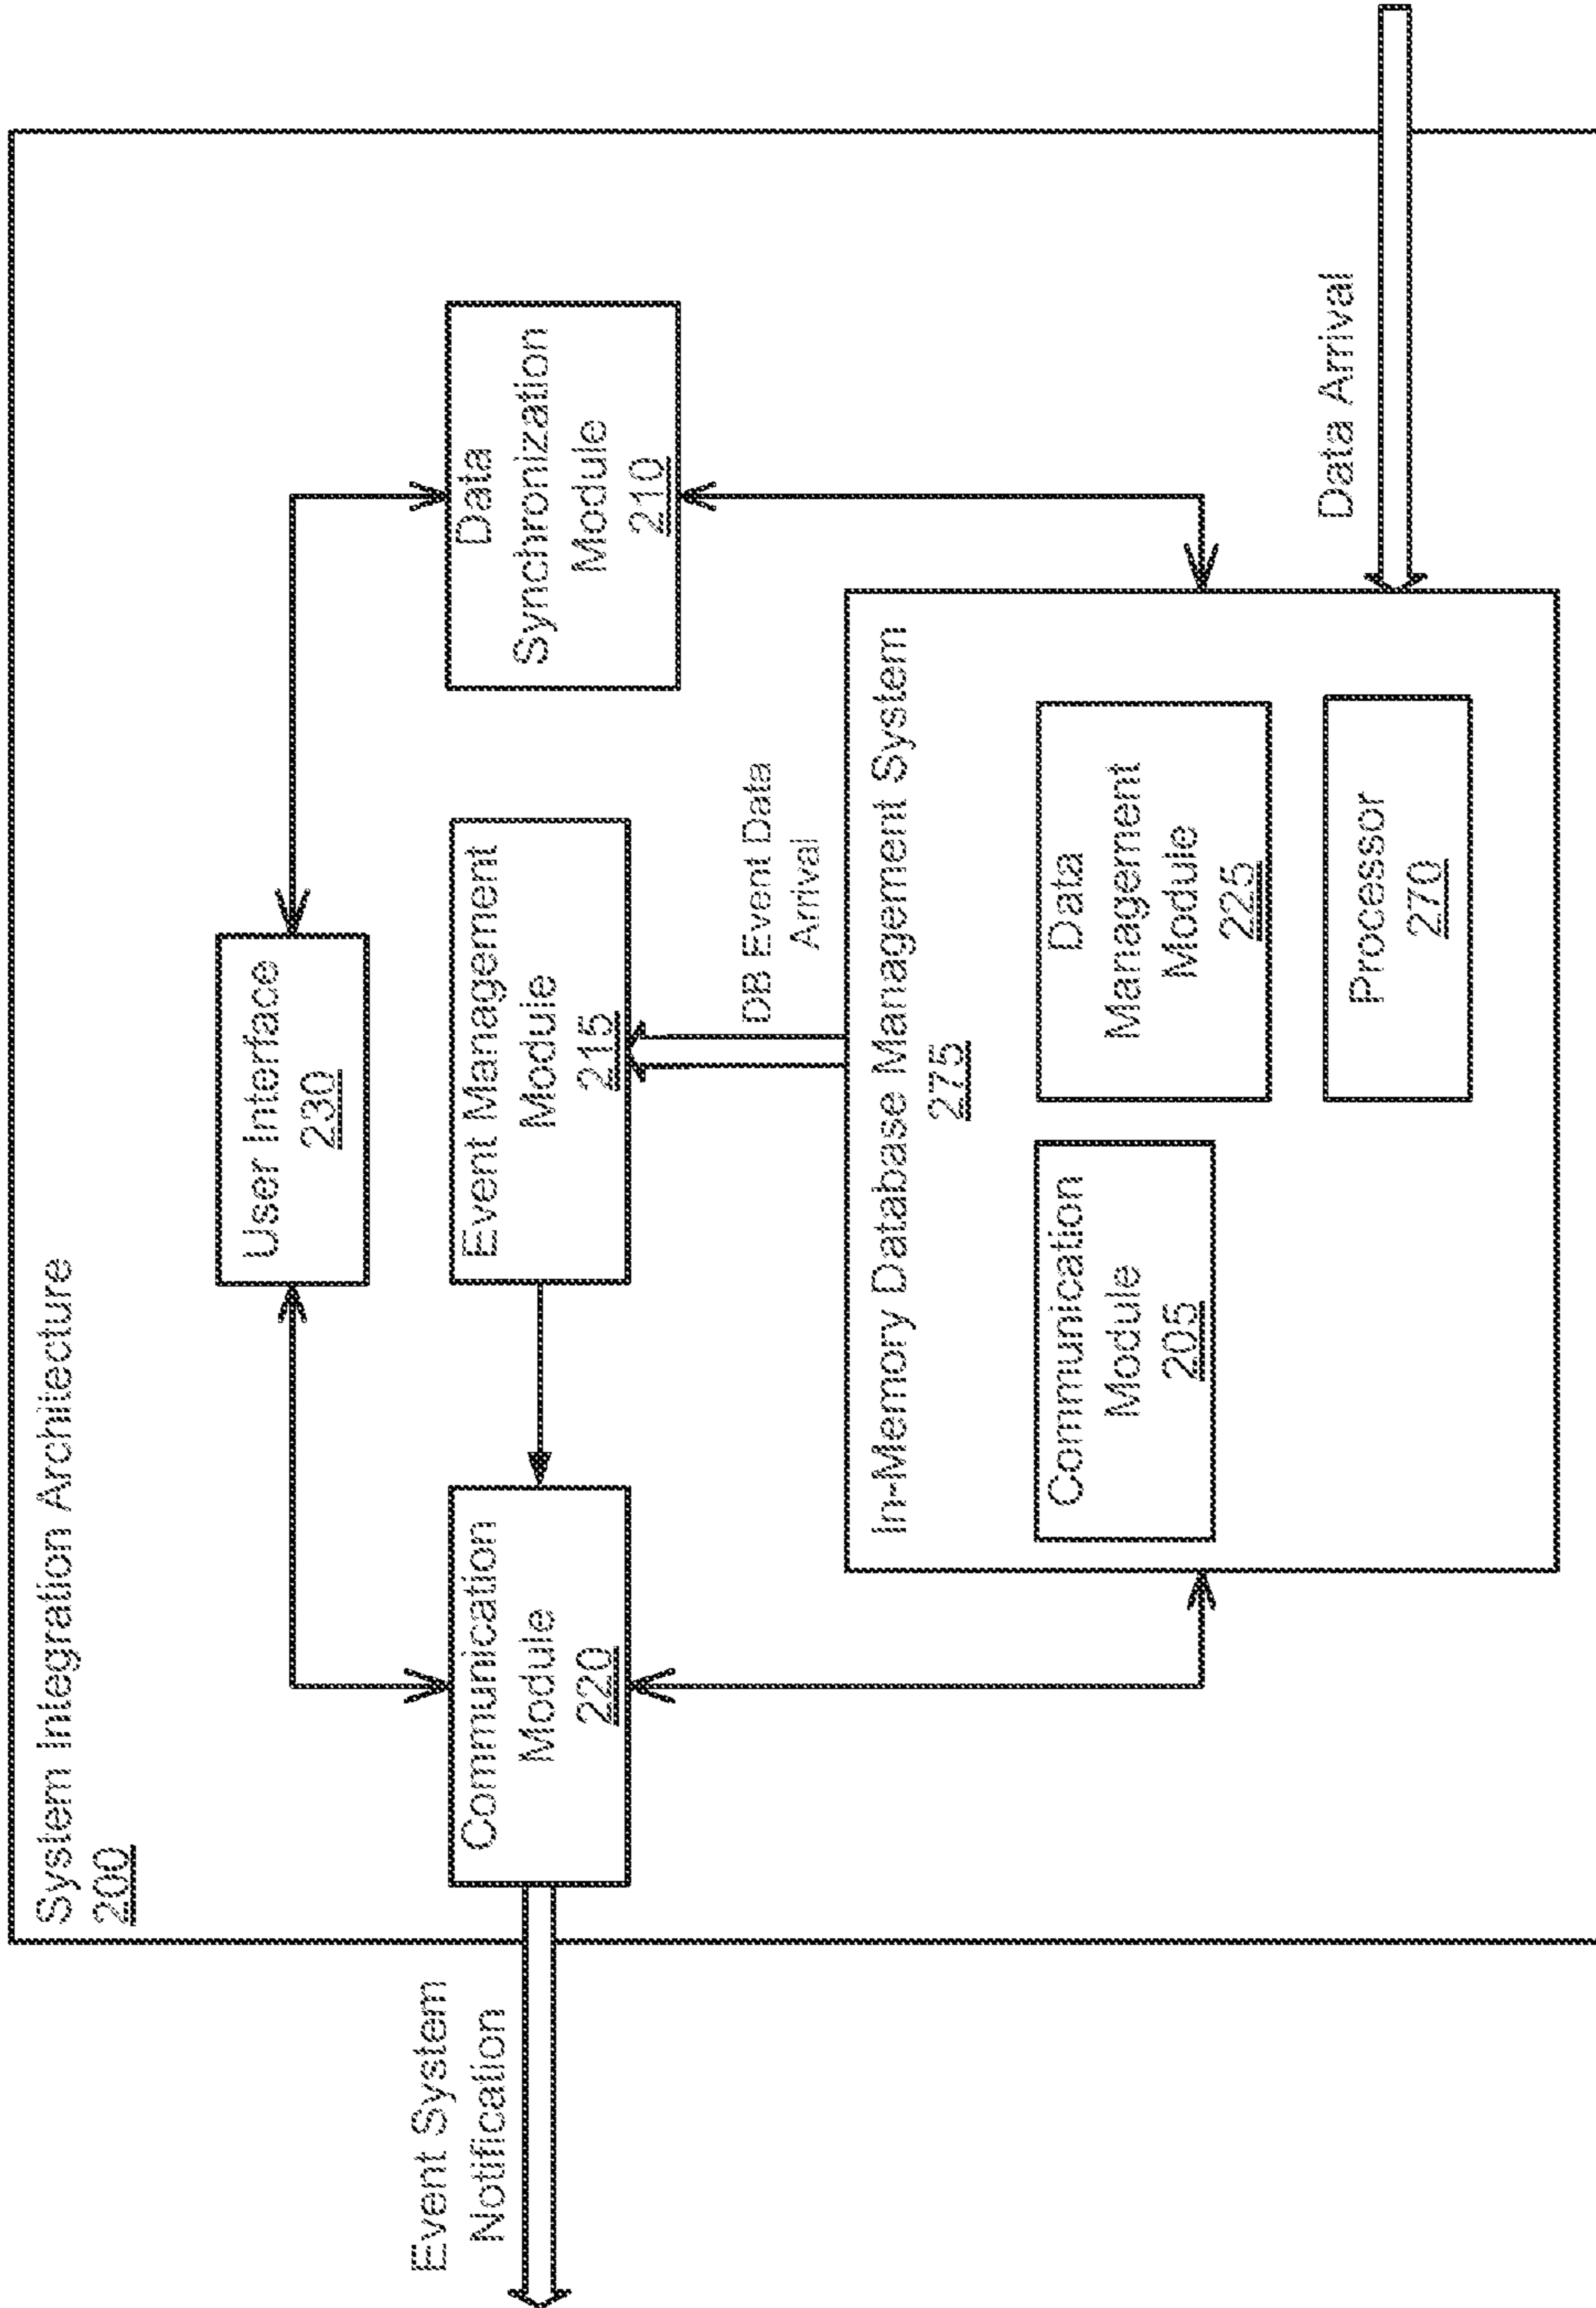 System Integration Architecture
200
Event System
Notification
User Interface
230
Communication
Module
220
Event Management
Module
215
Data
Synchronization
Module
210
DB Event Data
Arrival
In-Memory Database Management System
275
Communication
Module
205
Data
Management
Module
225
Processor
270
Data Arrival